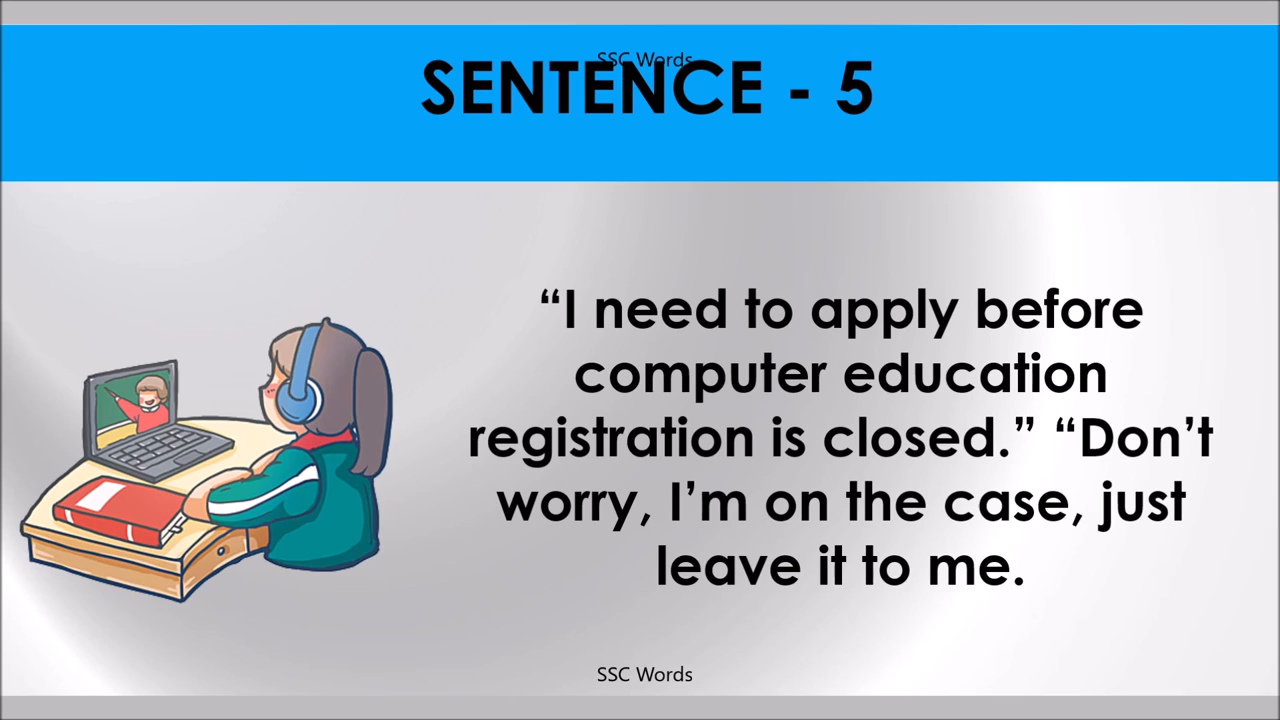 SSC Words
SENTENCE - 5
“I need to apply before
computer education
registration is closed.” “Don’t
worry, I’m on the case, just
leave it to me.
SSC Words